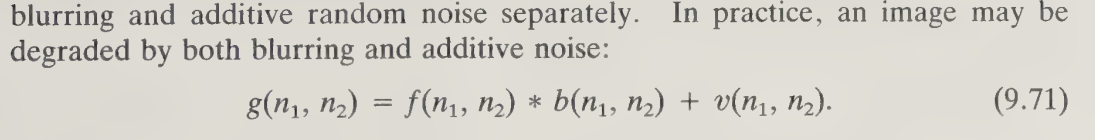 blurring and additive random noise separately. In practice, an image may be
degraded by both blurring and additive noise:
g(n₁, n₂) = f(n₁, n₂) * b(n₁, n₂) + v(n₁, n₂). (9.71)